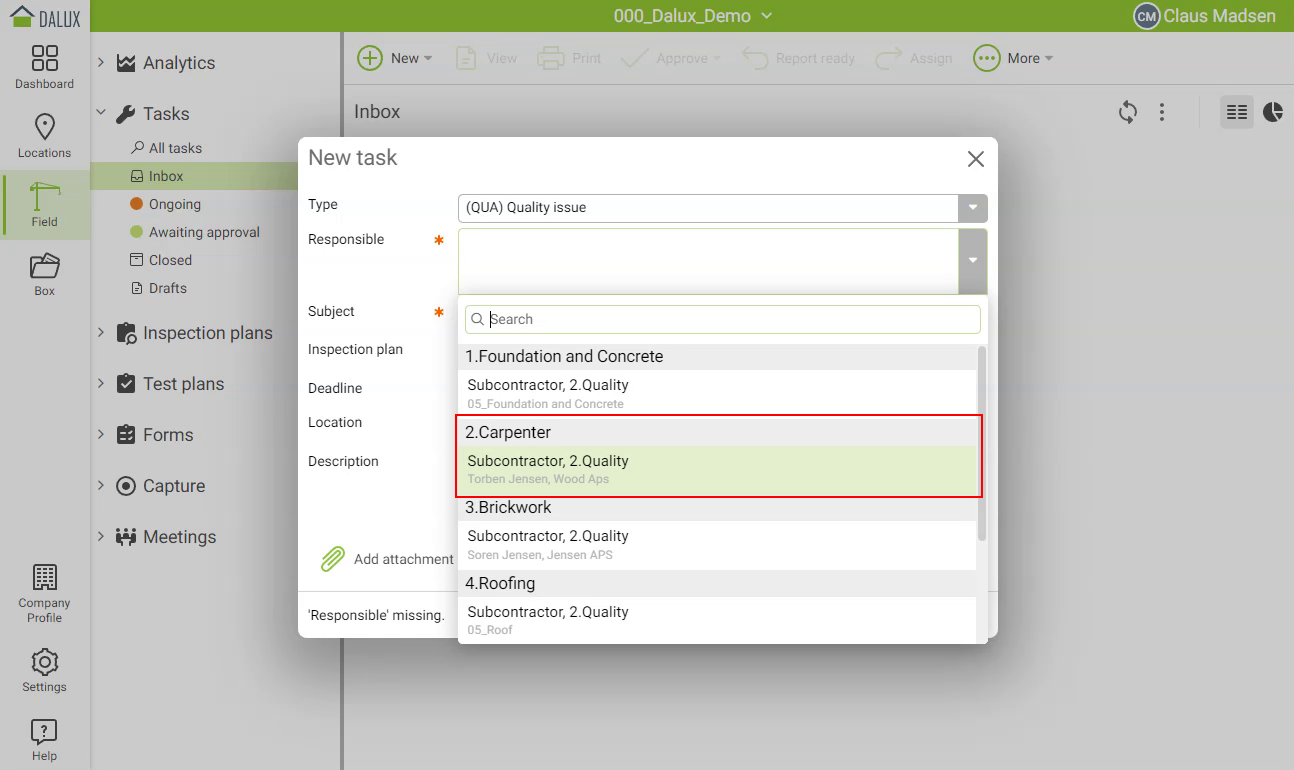 DALUX
000_Dalux_Demo
CM Claus Madsen
Dashboard
Locations
Field
Box
Company
Profile
Settings
Help
Analytics
Tasks
All tasks
Inbox
Ongoing
Awaiting approval
Closed
Drafts
Inspection plans
Test plans
Forms
Capture
Meetings
New View Print Approve Report ready Assign More
Inbox
New task
Type (QUA) Quality issue
Responsible *
Subject *
Inspection plan
Deadline
Location
Description
Add attachment
'Responsible' missing.
Search
1.Foundation and Concrete
Subcontractor, 2.Quality
05_Foundation and Concrete
2.Carpenter
Subcontractor, 2.Quality
Torben Jensen, Wood Aps
3.Brickwork
Subcontractor, 2.Quality
Soren Jensen, Jensen APS
4.Roofing
Subcontractor, 2.Quality
05_Roof